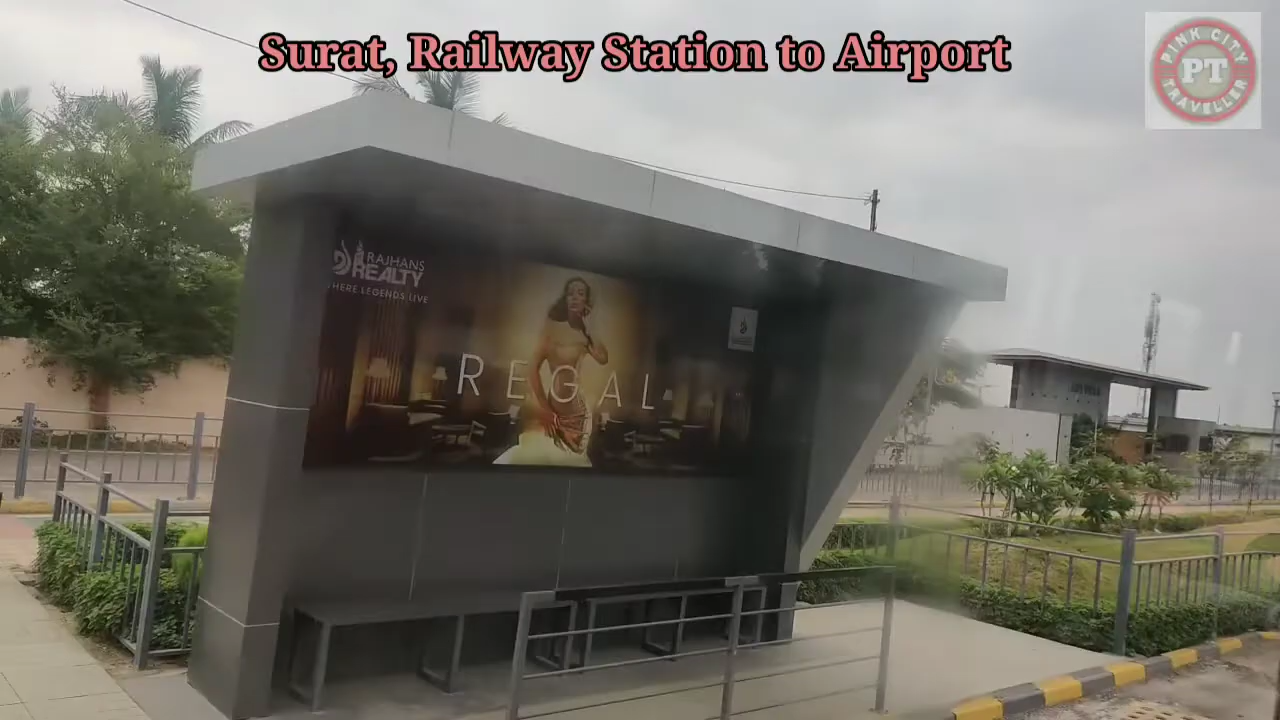 Surat, Railway Station to Airport
PINK CITY
PT
TRAVELLER
RAJHANS
REALTY
HERE LEGENDS LIVE
REGAL